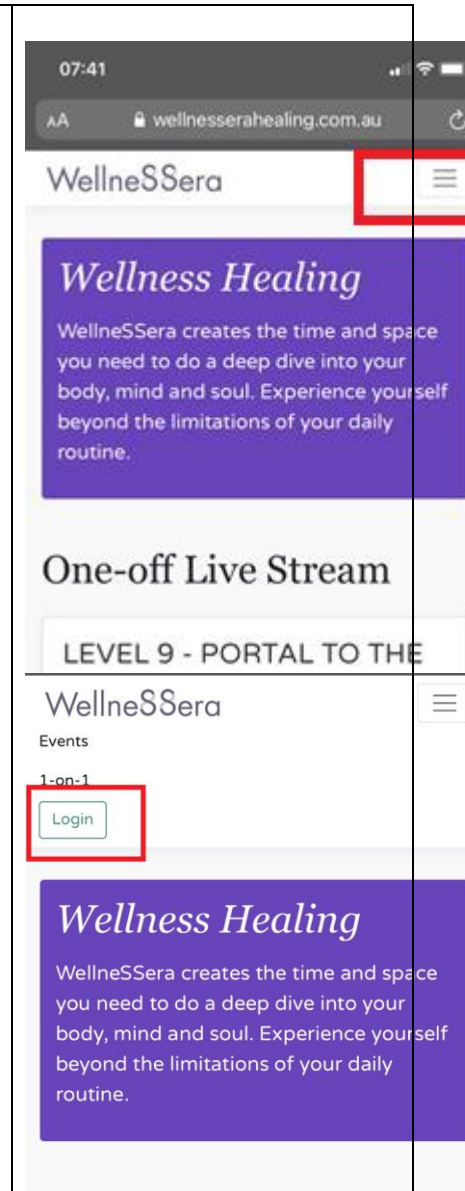 07:41
AA wellnesserahealing.com.au
WellneSSera
Wellness Healing
WellneSSera creates the time and space
you need to do a deep dive into your
body, mind and soul. Experience yourself
beyond the limitations of your daily
routine.
One-off Live Stream
LEVEL 9 - PORTAL TO THE
WellneSSera
Events
1-on-1
Login
Wellness Healing
WellneSSera creates the time and space
you need to do a deep dive into your
body, mind and soul. Experience yourself
beyond the limitations of your daily
routine.